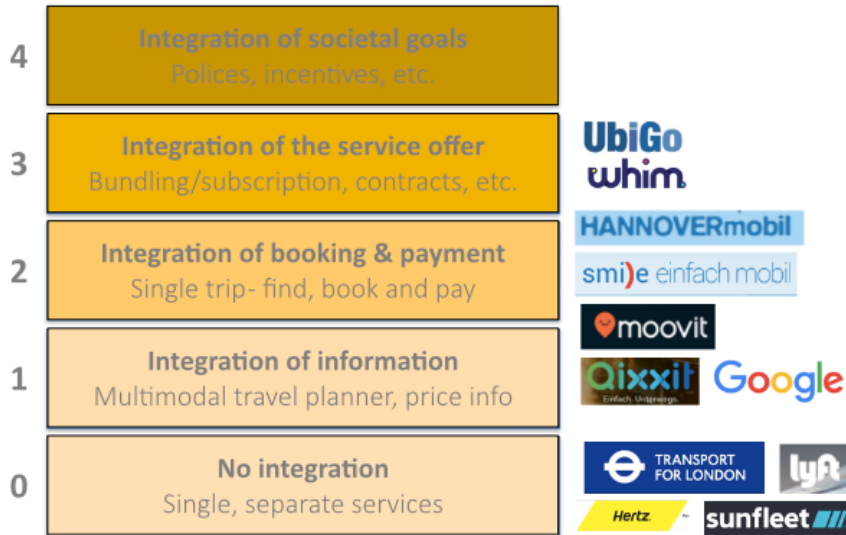 4
Integration of societal goals
Polices, incentives, etc.
3
Integration of the service offer
Bundling/subscription, contracts, etc.
UbiGo
whim
2
Integration of booking & payment
Single trip- find, book and pay
HANNOVERmobil
smi)e einfach mobil
1
Integration of information
Multimodal travel planner, price info
moovit
Qixxit
Einfach. Unterwegs.
Google
0
No integration
Single, separate services
TRANSPORT
FOR LONDON
lyft
Hertz.
sunfleet